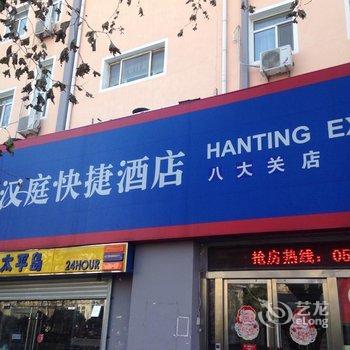 汉庭快捷酒店
HANTING EX
八大关店
太平岛
24HOUR
抢房热线：05
艺龙
eLong